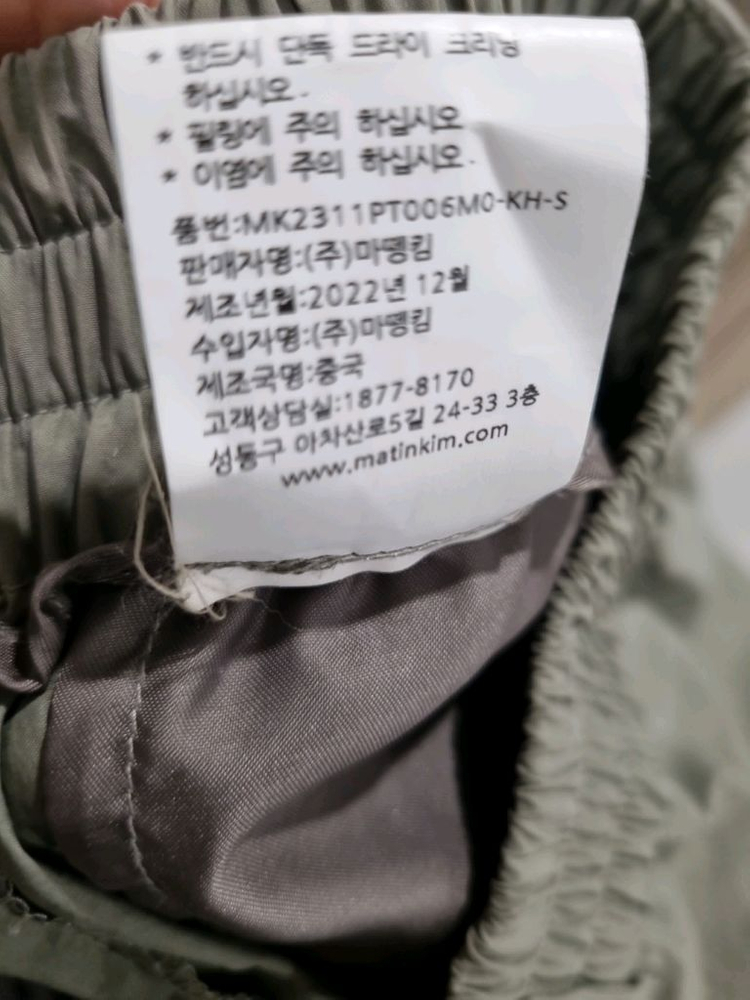 * 반드시 단독 드라이 크리닝
하십시오.
* 필링에 주의 하십시오
* 이염에 주의 하십시오.
품번:MK2311PT006M0-KH-S
판매자명:(주)마뗑킴
제조년월:2022년 12월
수입자명:(주)마뗑킴
제조국명:중국
고객상담실:1877-8170
성동구 아차산로5길 24-33 3층
www.matinkim.com